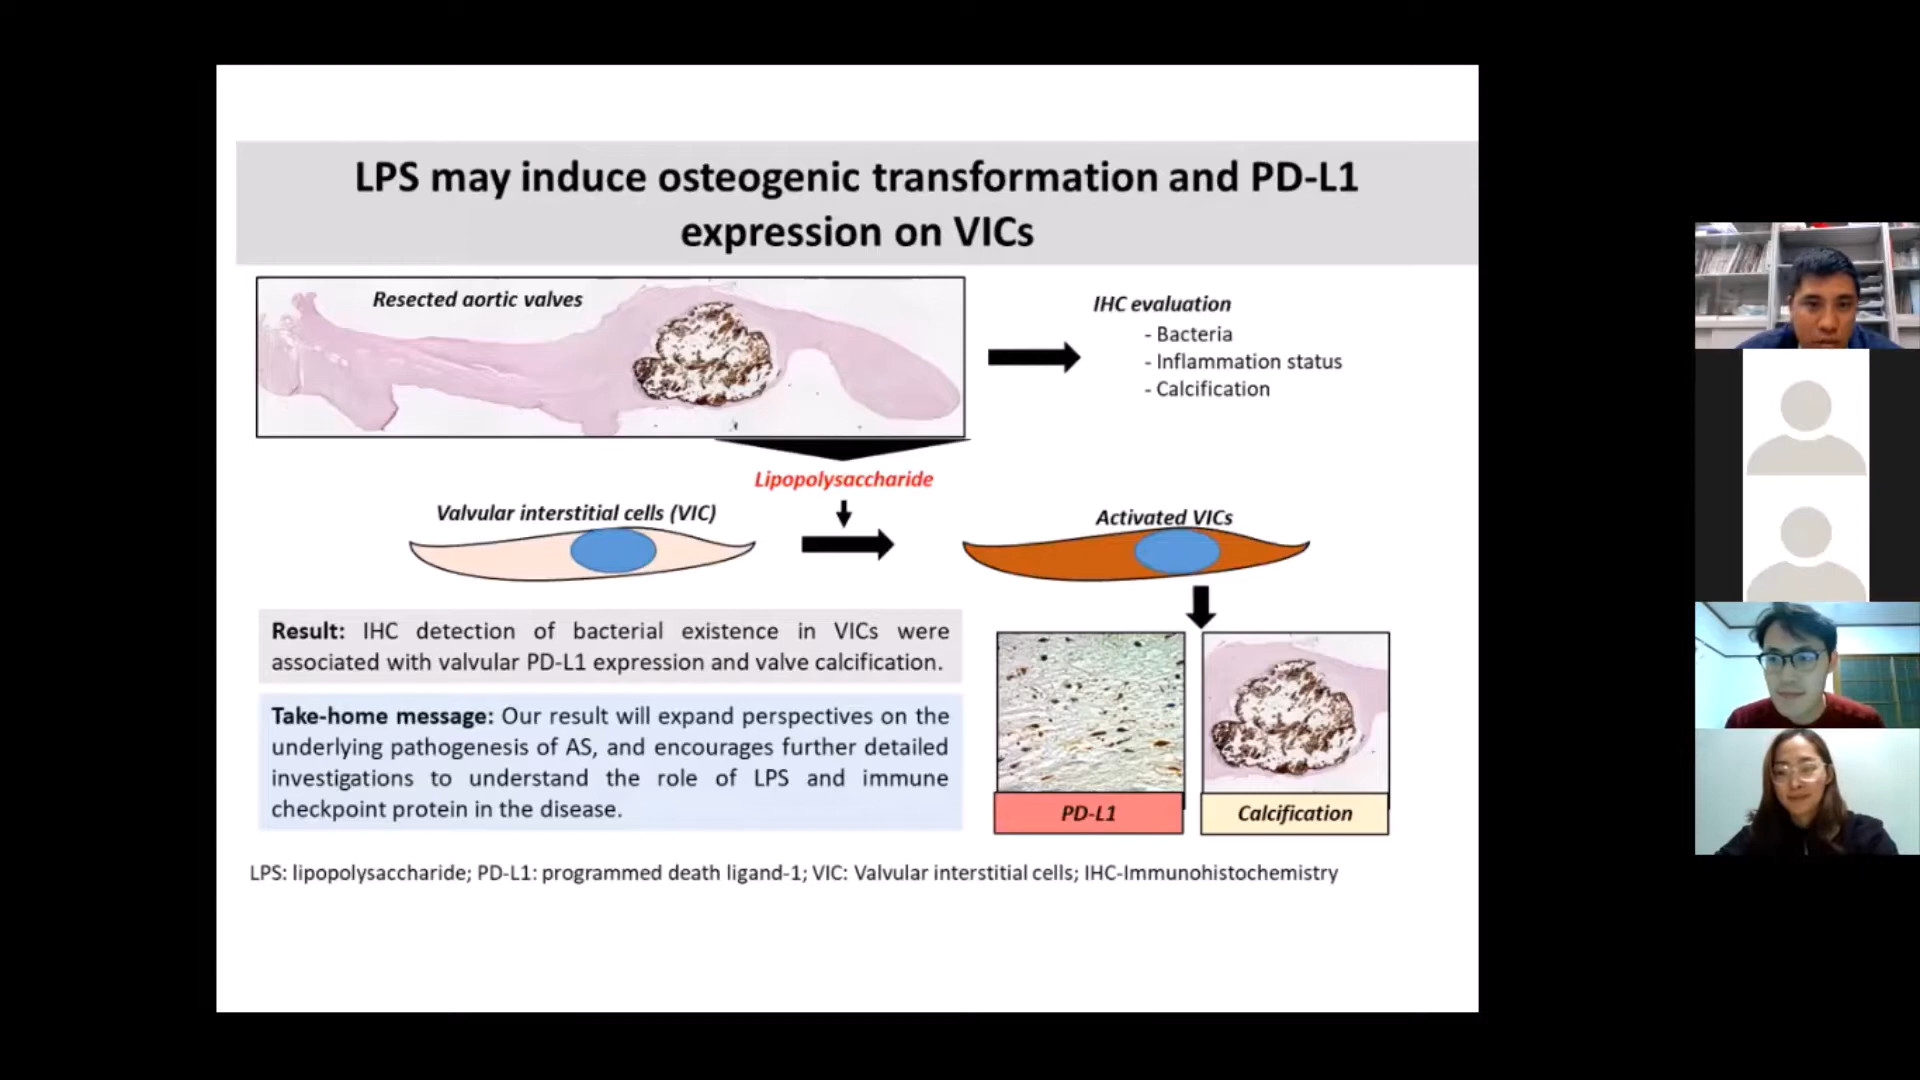 LPS may induce osteogenic transformation and PD-L1
expression on VICs
Resected aortic valves
IHC evaluation
- Bacteria
- Inflammation status
- Calcification
Lipopolysaccharide
Valvular interstitial cells (VIC)
Activated VICs
Result: IHC detection of bacterial existence in VICs were
associated with valvular PD-L1 expression and valve calcification.
Take-home message: Our result will expand perspectives on the
underlying pathogenesis of AS, and encourages further detailed
investigations to understand the role of LPS and immune
checkpoint protein in the disease.
PD-L1
Calcification
LPS: lipopolysaccharide; PD-L1: programmed death ligand-1; VIC: Valvular interstitial cells; IHC-Immunohistochemistry